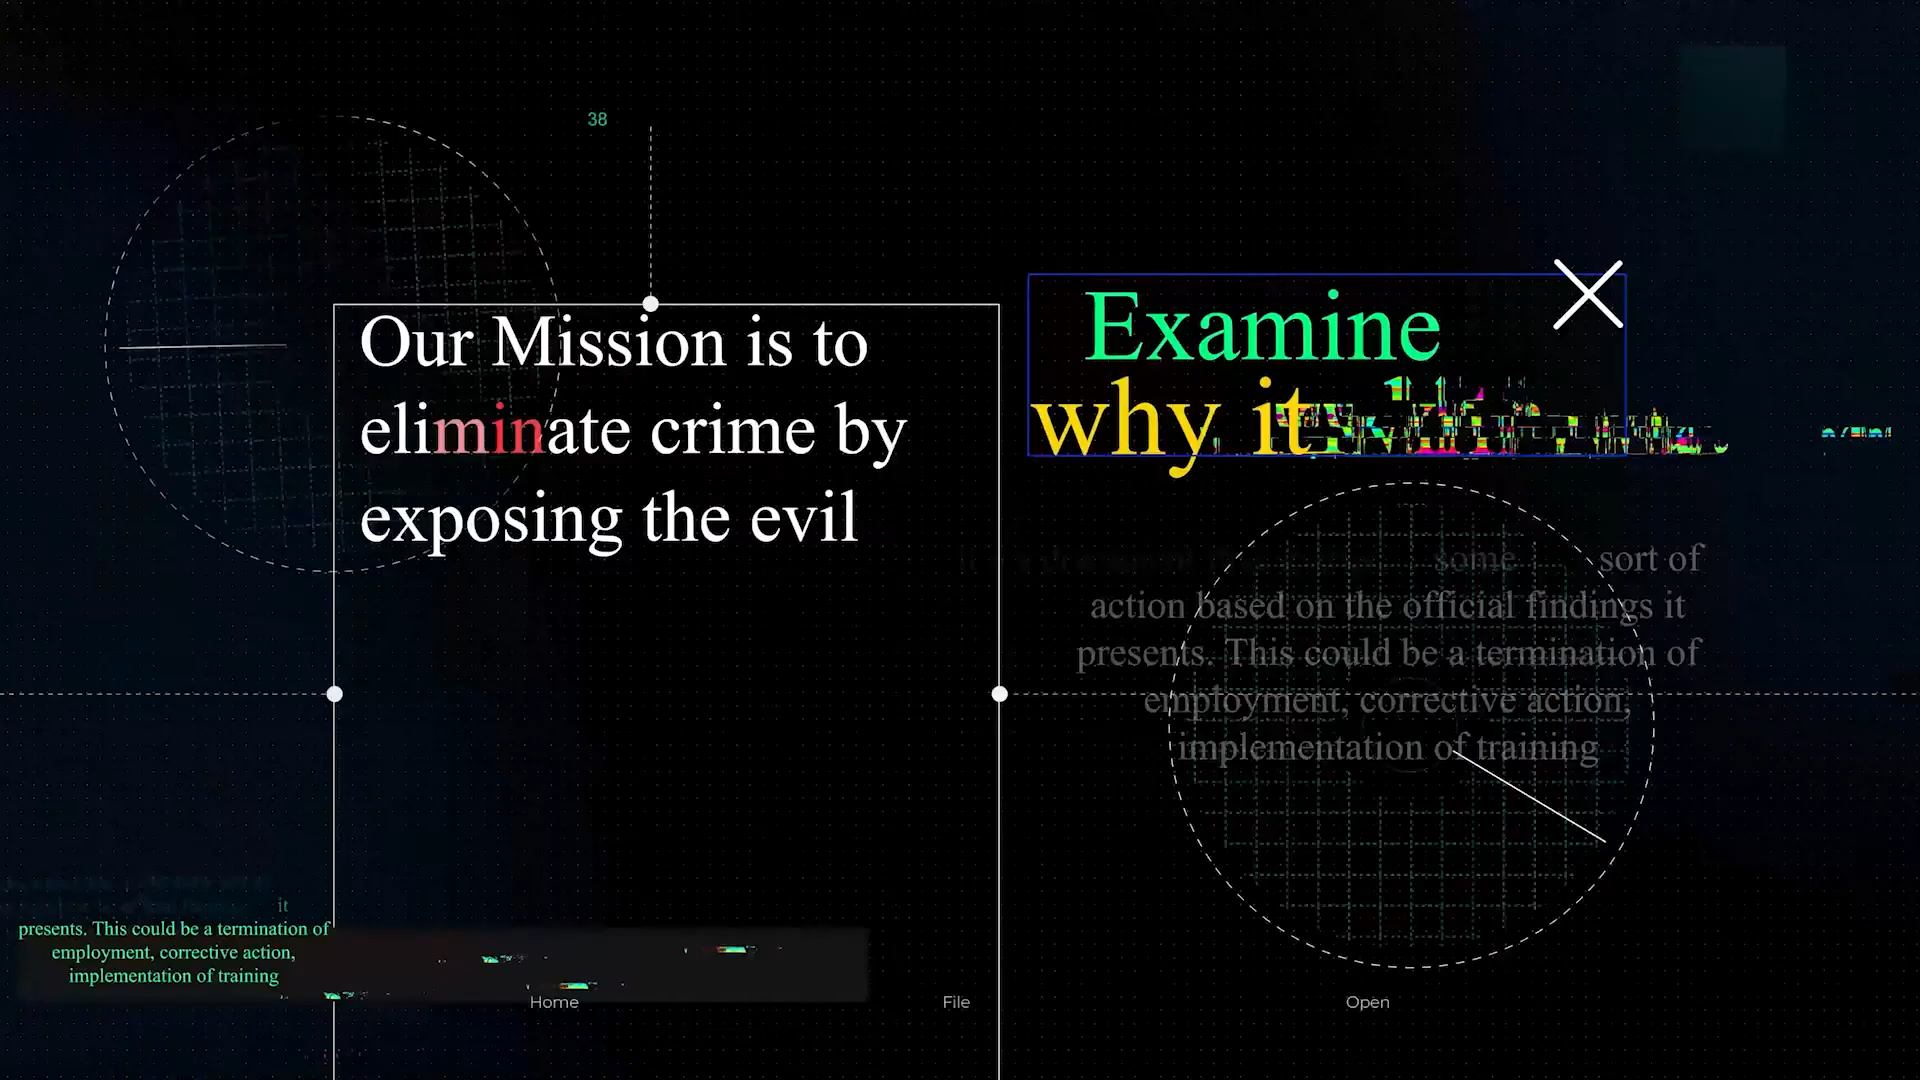 38
Our Mission is to
eliminate crime by
exposing the evil
Examine
why it
some sort of
action based on the official findings it
presents. This could be a termination of
employment, corrective action,
implementation of training
it
presents. This could be a termination of
employment, corrective action,
implementation of training
Home File Open